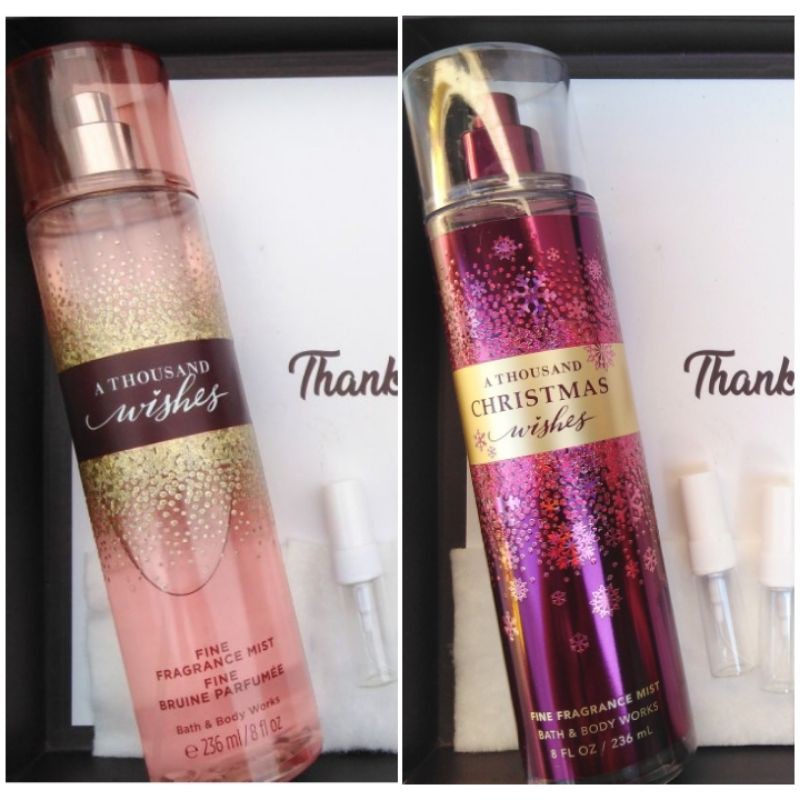 A THOUSAND
wishes
FINE
FRAGRANCE MIST
FINE
BRUINE PARFUMÉE
Bath & Body Works
e 236 ml/8 fl oz
Thank
A THOUSAND
CHRISTMAS
wishes
FINE FRAGRANCE MIST
BATH & BODY WORKS
8 FL OZ / 236 mL
Thank